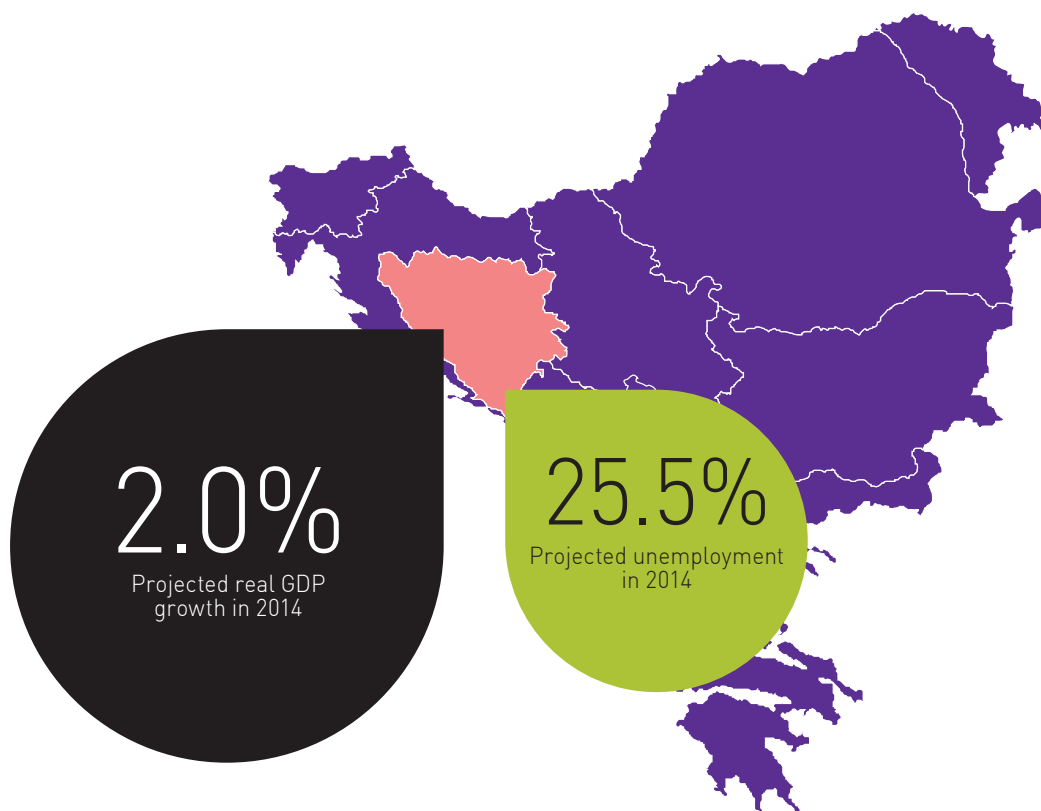 2.0%
Projected real GDP
growth in 2014
25.5%
Projected unemployment
in 2014